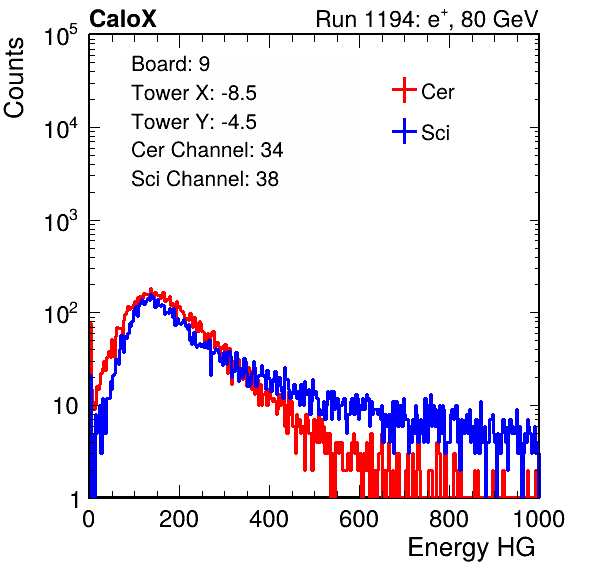 CaloX
Run 1194: e⁺, 80 GeV
Counts
Board: 9
Tower X: -8.5
Tower Y: -4.5
Cer Channel: 34
Sci Channel: 38
Cer
Sci
10⁵
10⁴
10³
10²
10
1
0 200 400 600 800 1000
Energy HG